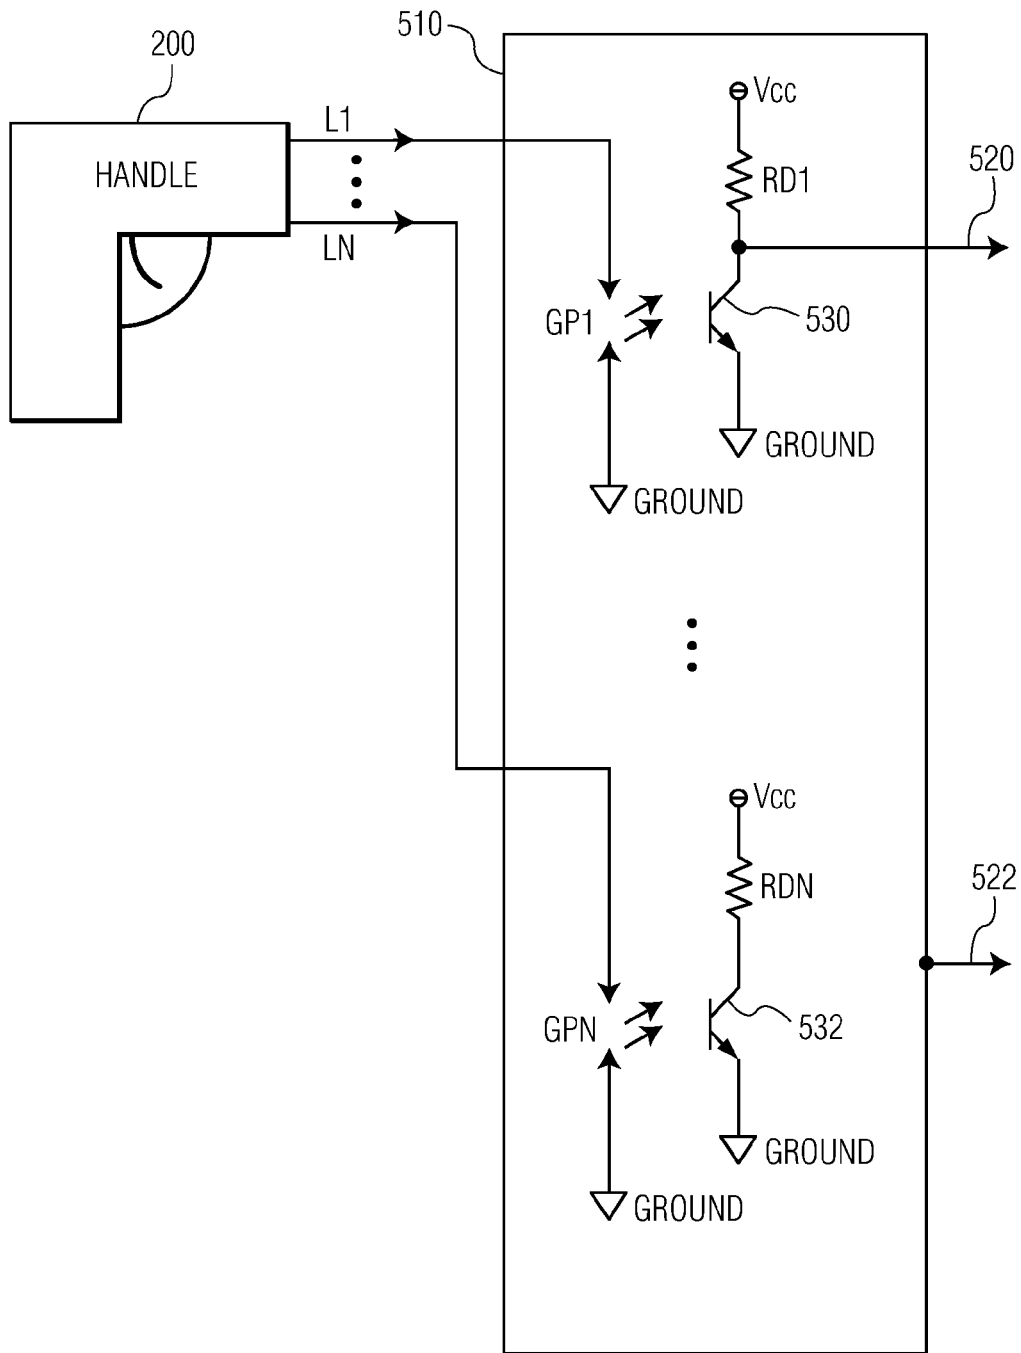 510
200
Vcc
L1
HANDLE
RD1
520
LN
GP1
530
GROUND
GROUND
Vcc
RDN
522
GPN
532
GROUND
GROUND